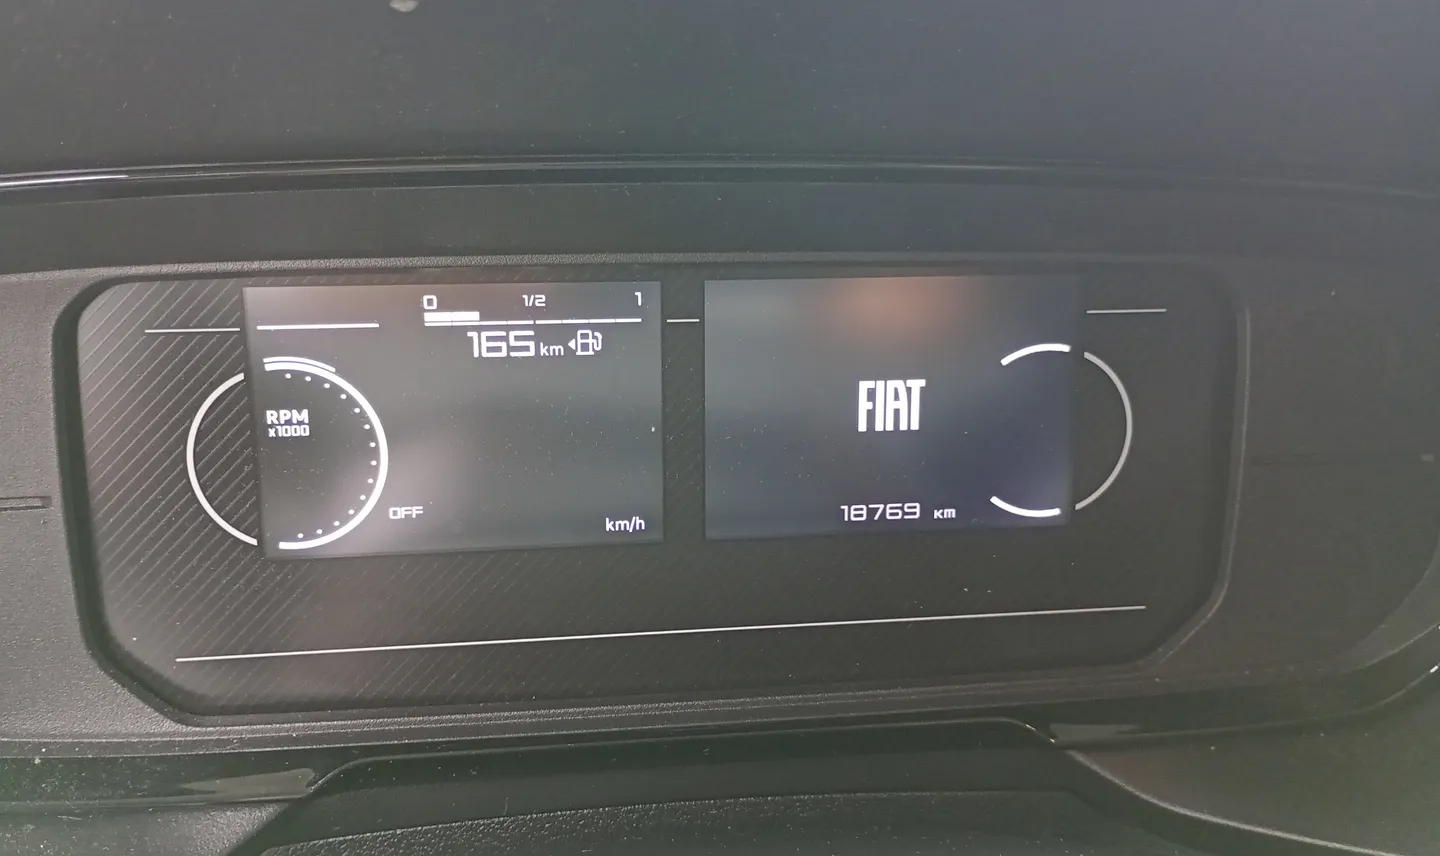 0 1/2 1
165 km
RPM
x1000
OFF
km/h
FIAT
18769 KM